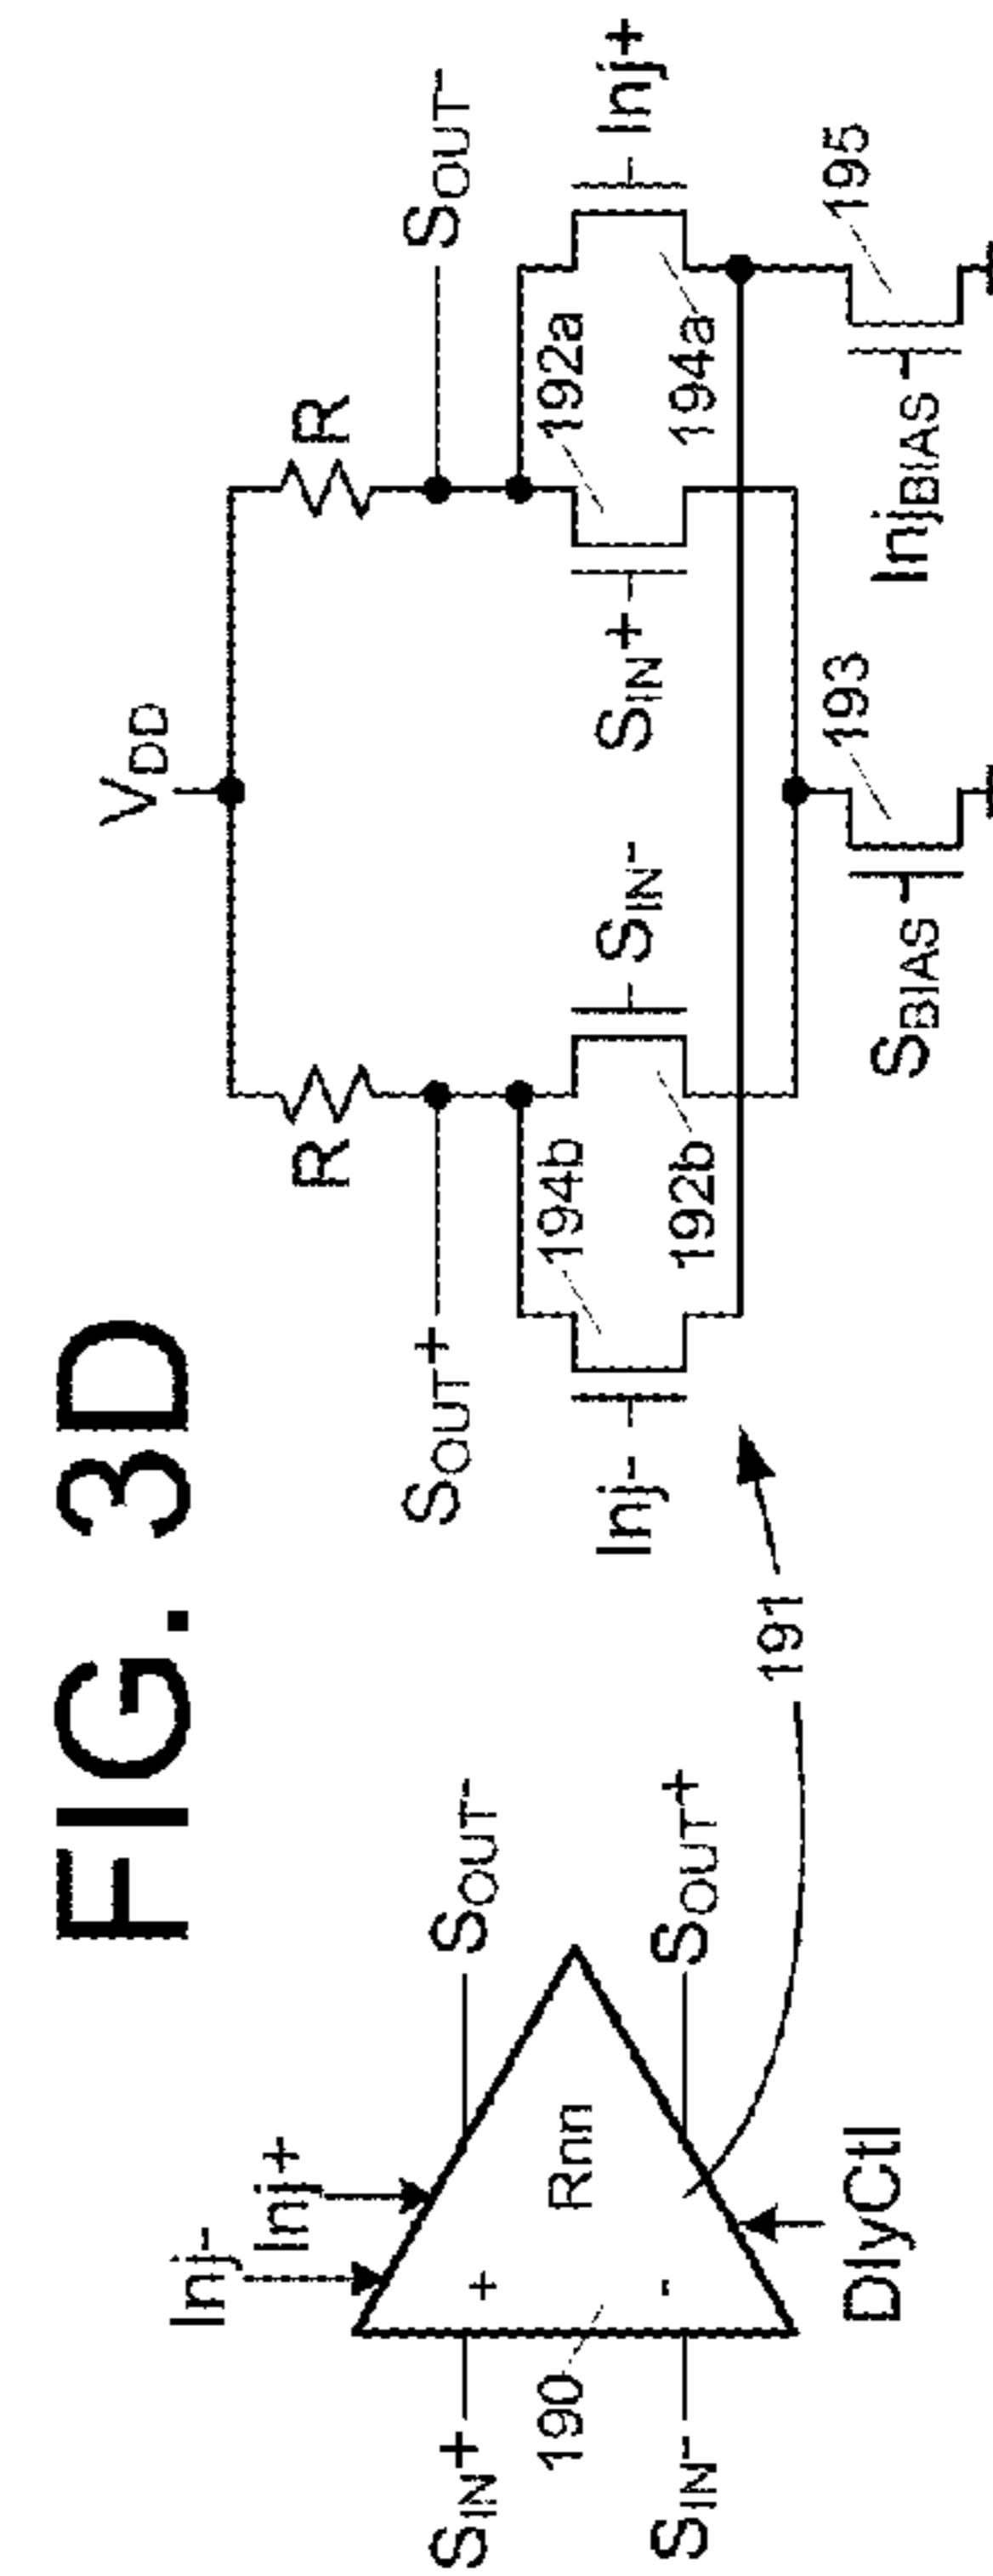 FIG. 3D
Inj-
Inj+
SIN+
SOUT-
+
Rnn
190
-
SIN-
SOUT+
DlyCtl
191
VDD
R
R
SOUT+
SOUT-
194b
192a
Inj-
SIN-
SIN+
Inj+
192b
194a
193
195
SBIAS
InjBIAS